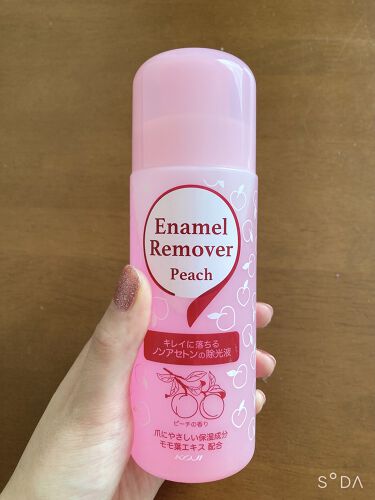 Enamel
Remover
Peach
キレイに落ちる
ノンアセトンの除光液
ピーチの香り
爪にやさしい保湿成分
モモ葉エキス 配合
KOJI
SODA